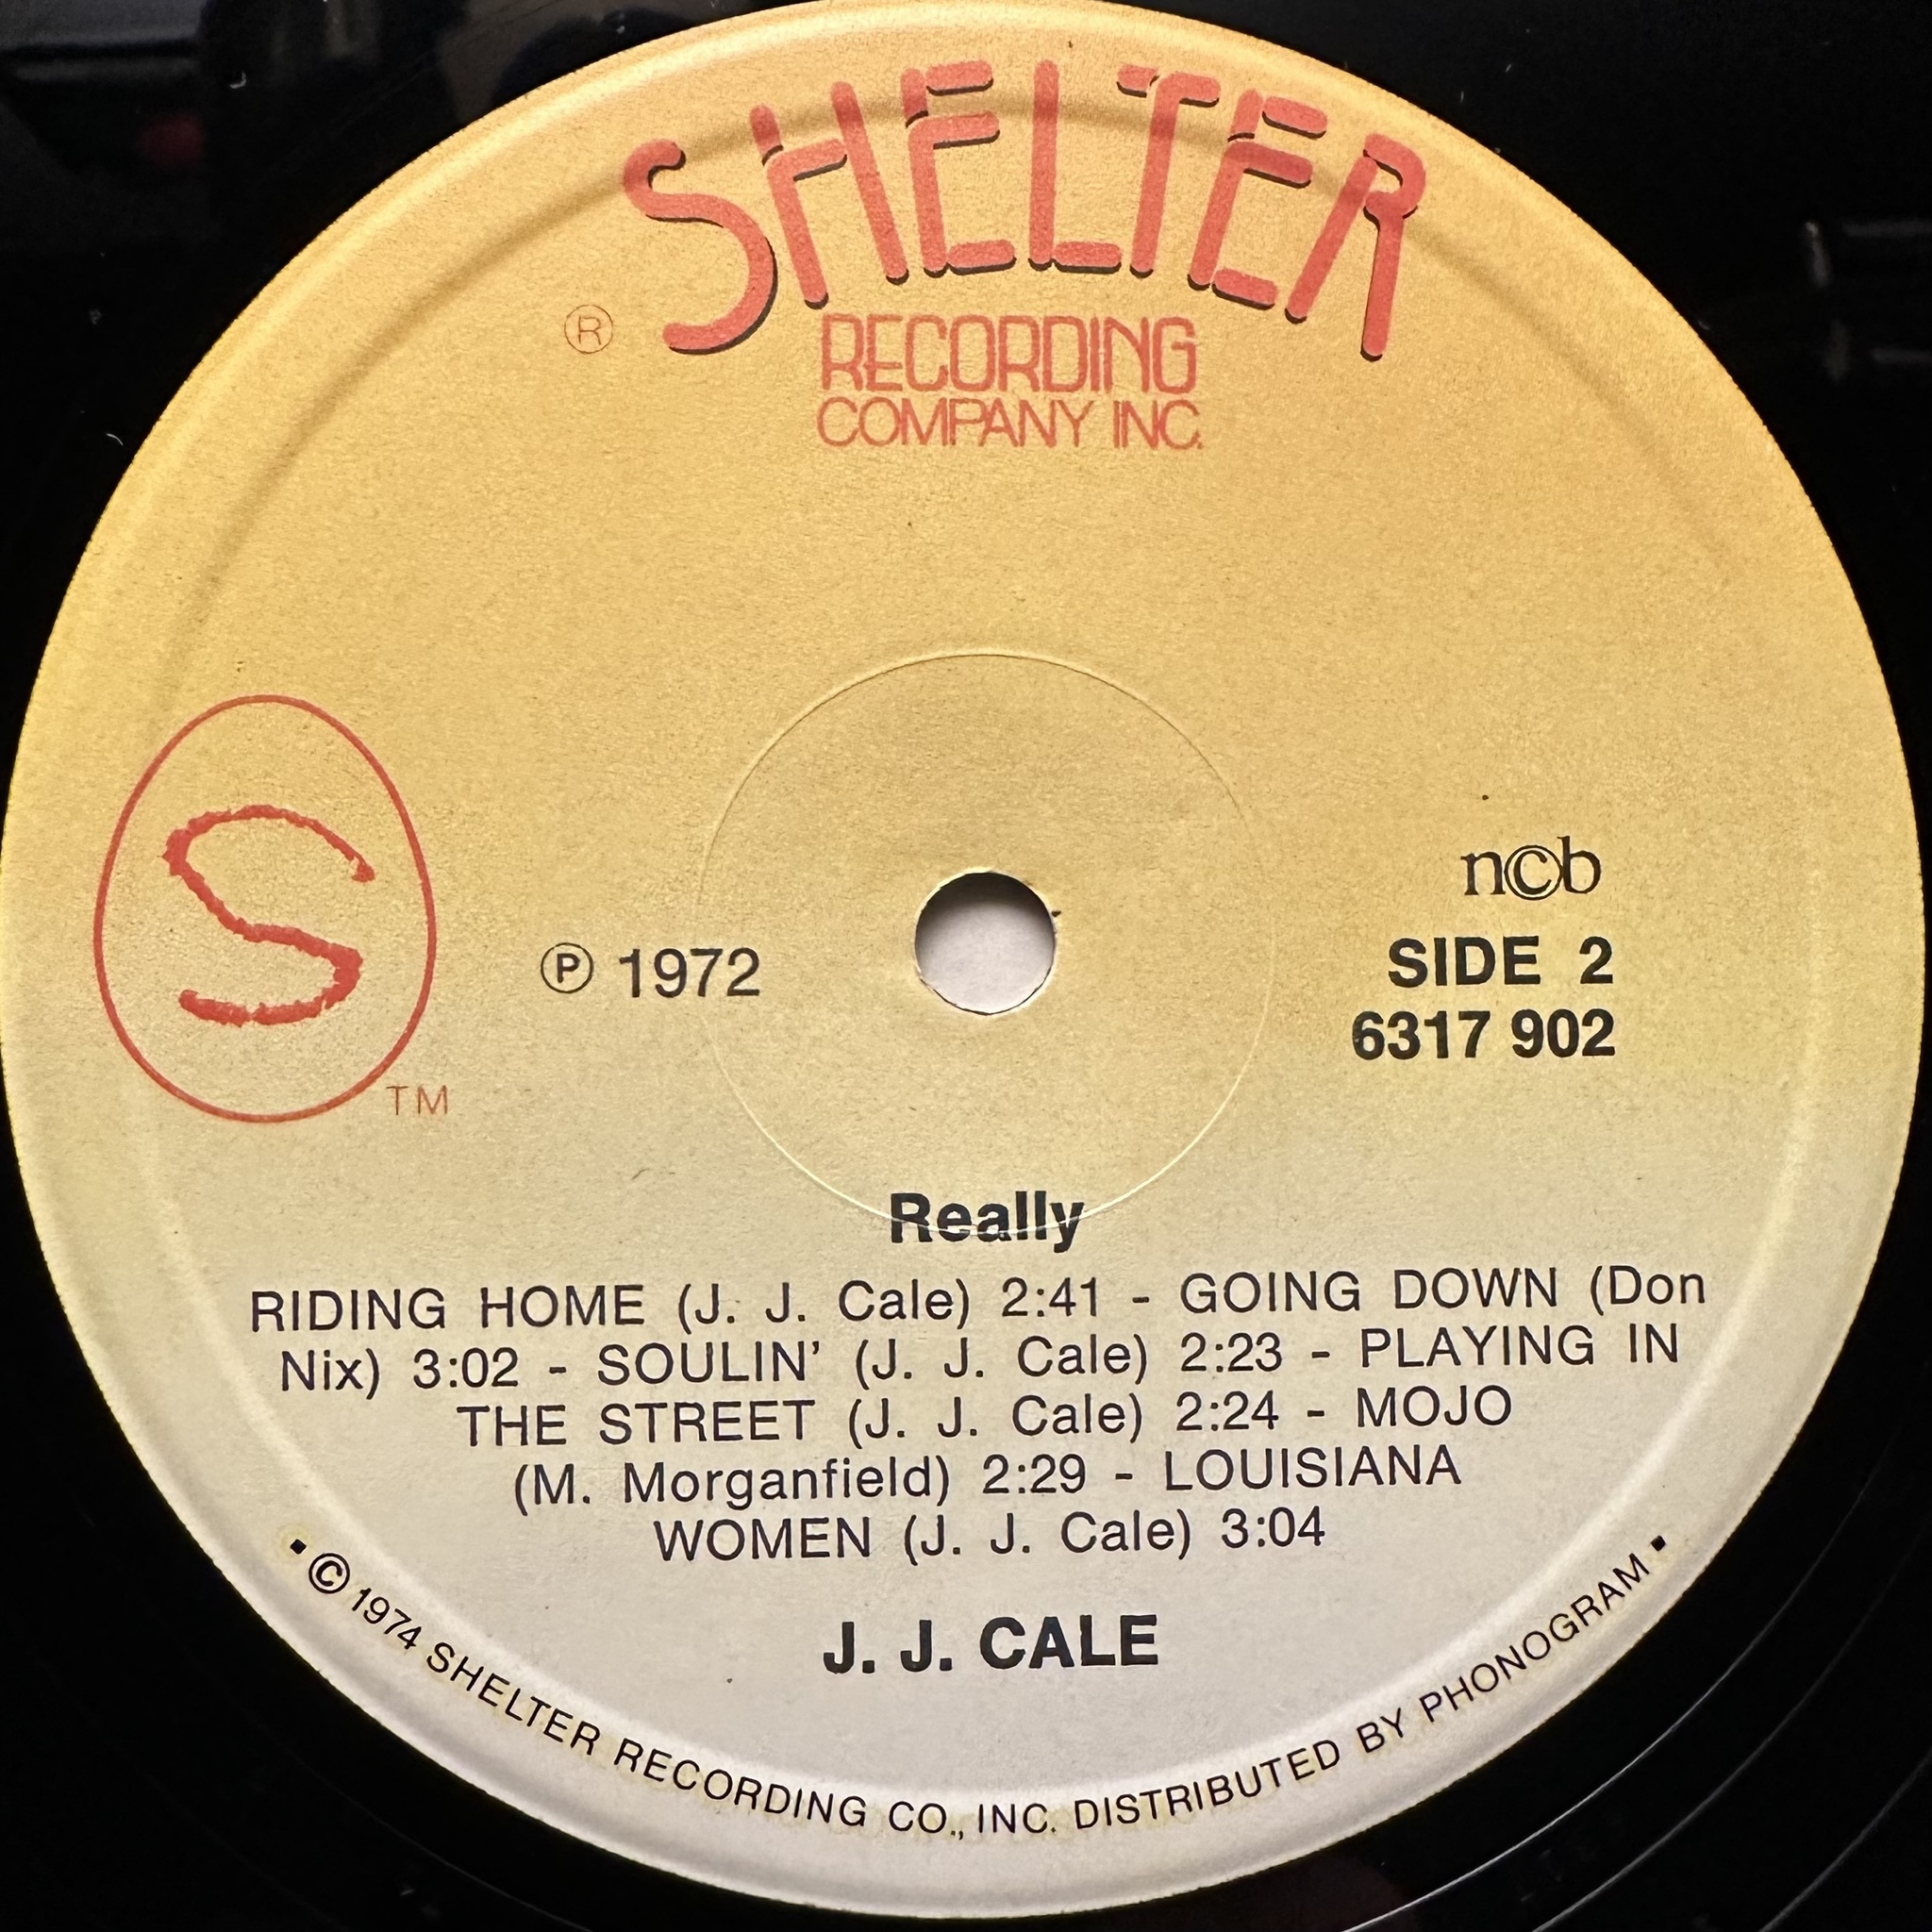 SHELTER
®
RECORDING
COMPANY INC.
S
TM
℗ 1972
n©b
SIDE 2
6317 902
Really
RIDING HOME (J. J. Cale) 2:41 - GOING DOWN (Don
Nix) 3:02 - SOULIN' (J. J. Cale) 2:23 - PLAYING IN
THE STREET (J. J. Cale) 2:24 - MOJO
(M. Morganfield) 2:29 - LOUISIANA
WOMEN (J. J. Cale) 3:04
J. J. CALE
• © 1974 SHELTER RECORDING CO., INC. DISTRIBUTED BY PHONOGRAM •